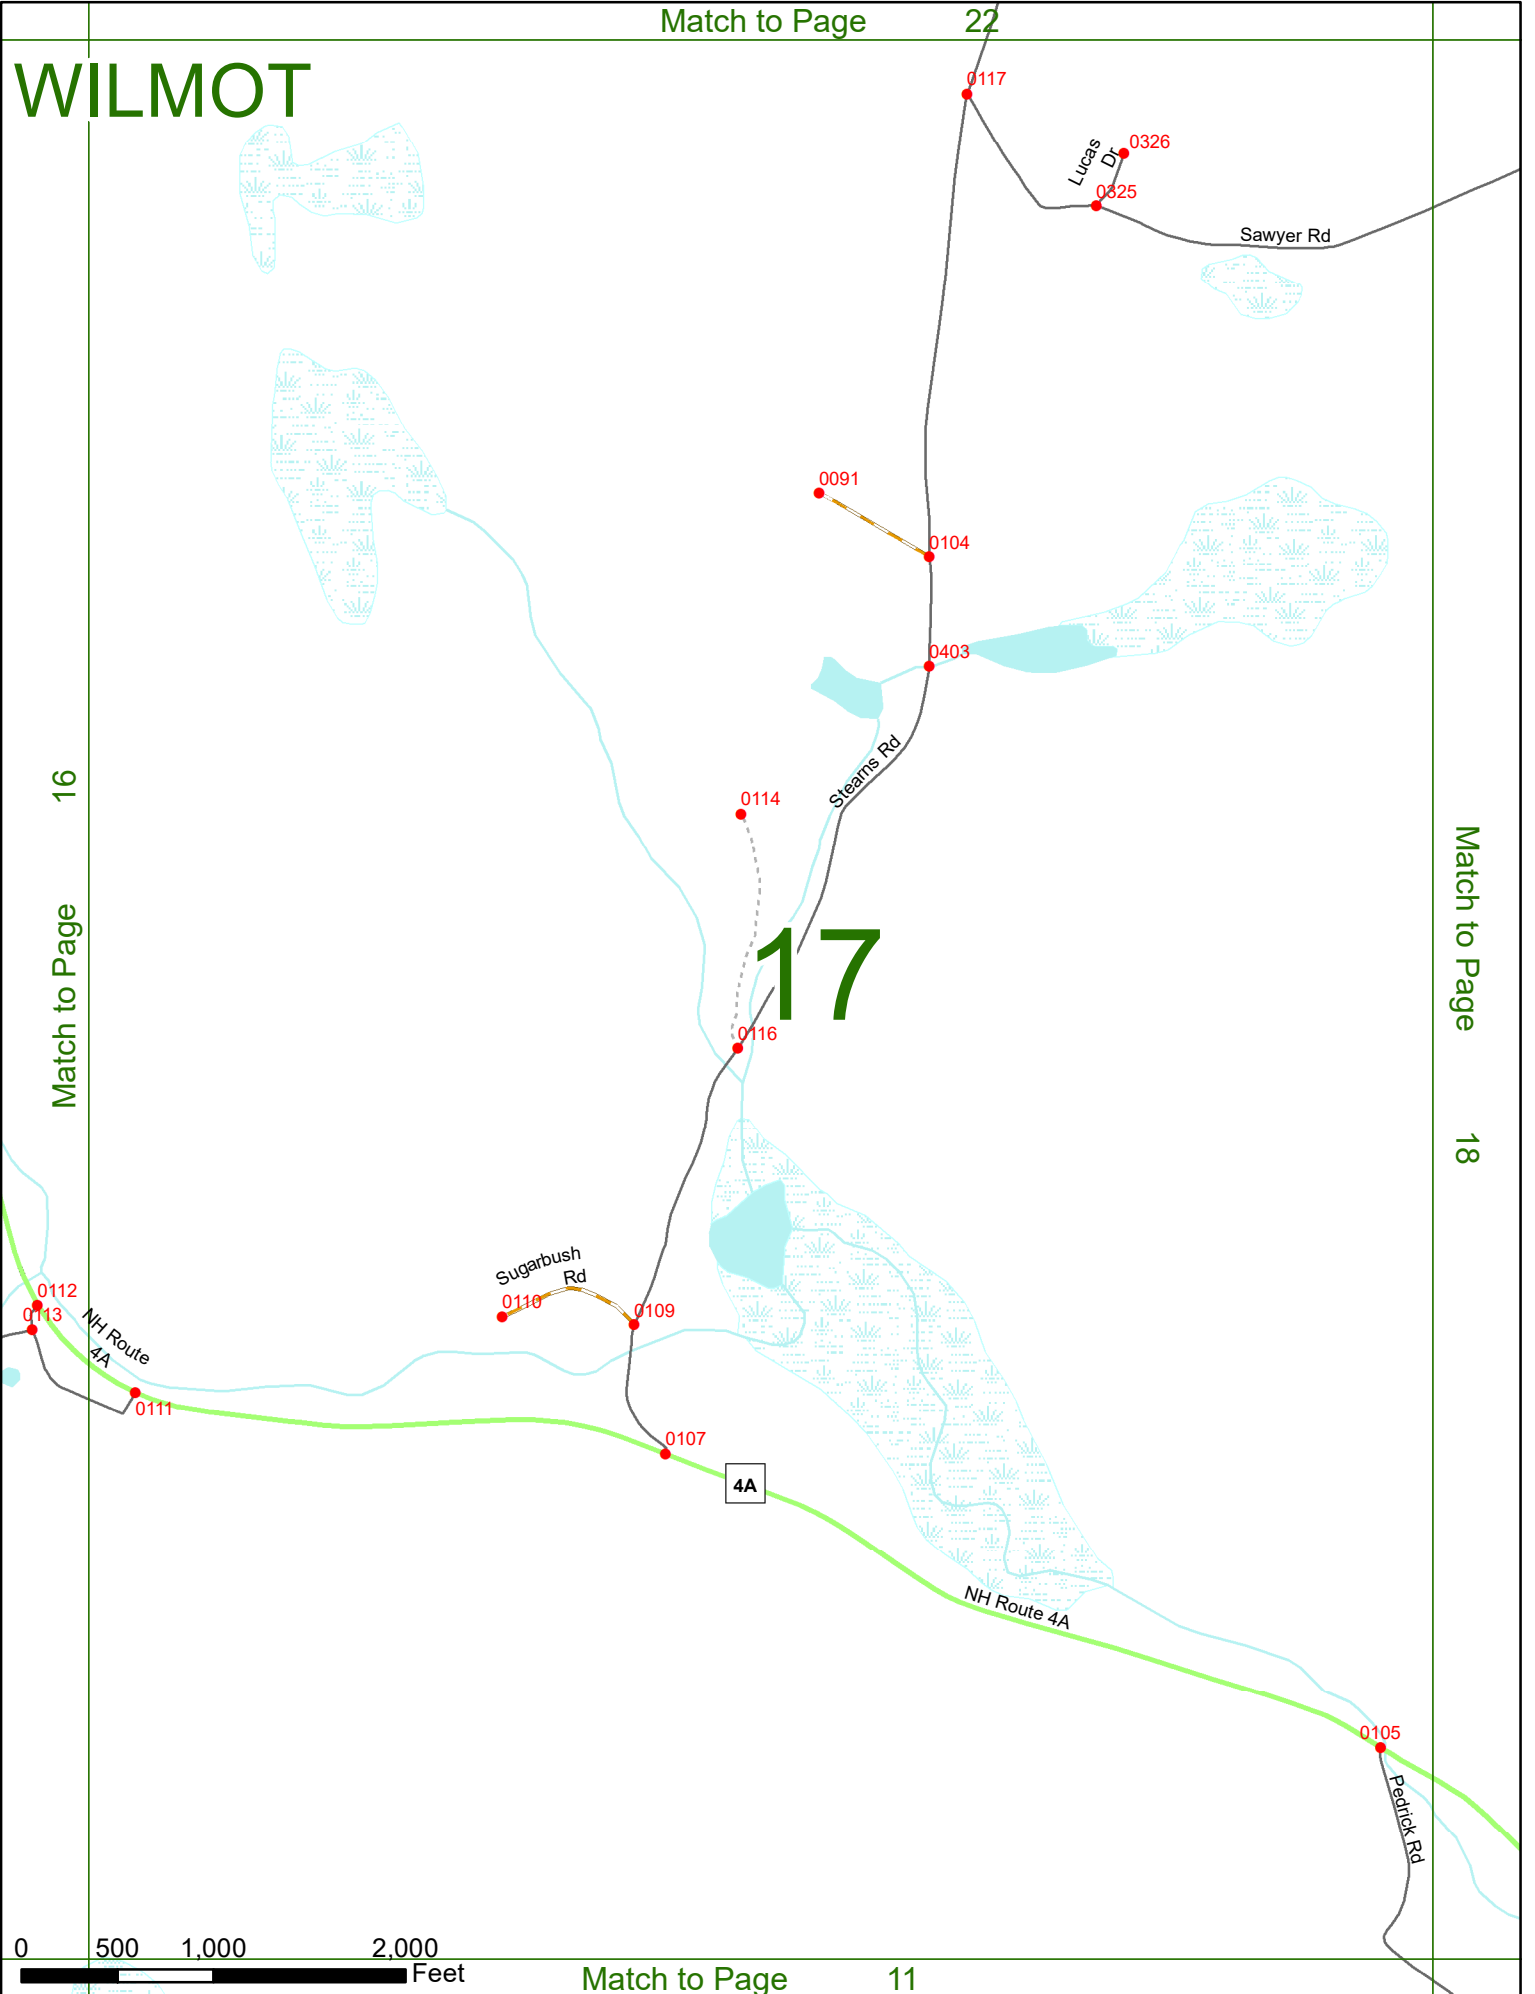 Match to Page 22
WILMOT
0117
Lucas
Dr
0326
0325
Sawyer Rd
0091
0104
0403
Stearns Rd
0114
Match to Page 16
Match to Page 18
17
0116
Sugarbush
Rd
0110
0109
0112
0113
NH Route
4A
0111
0107
4A
NH Route 4A
0105
Pedrick Rd
0 500 1,000 2,000
Feet
Match to Page 11